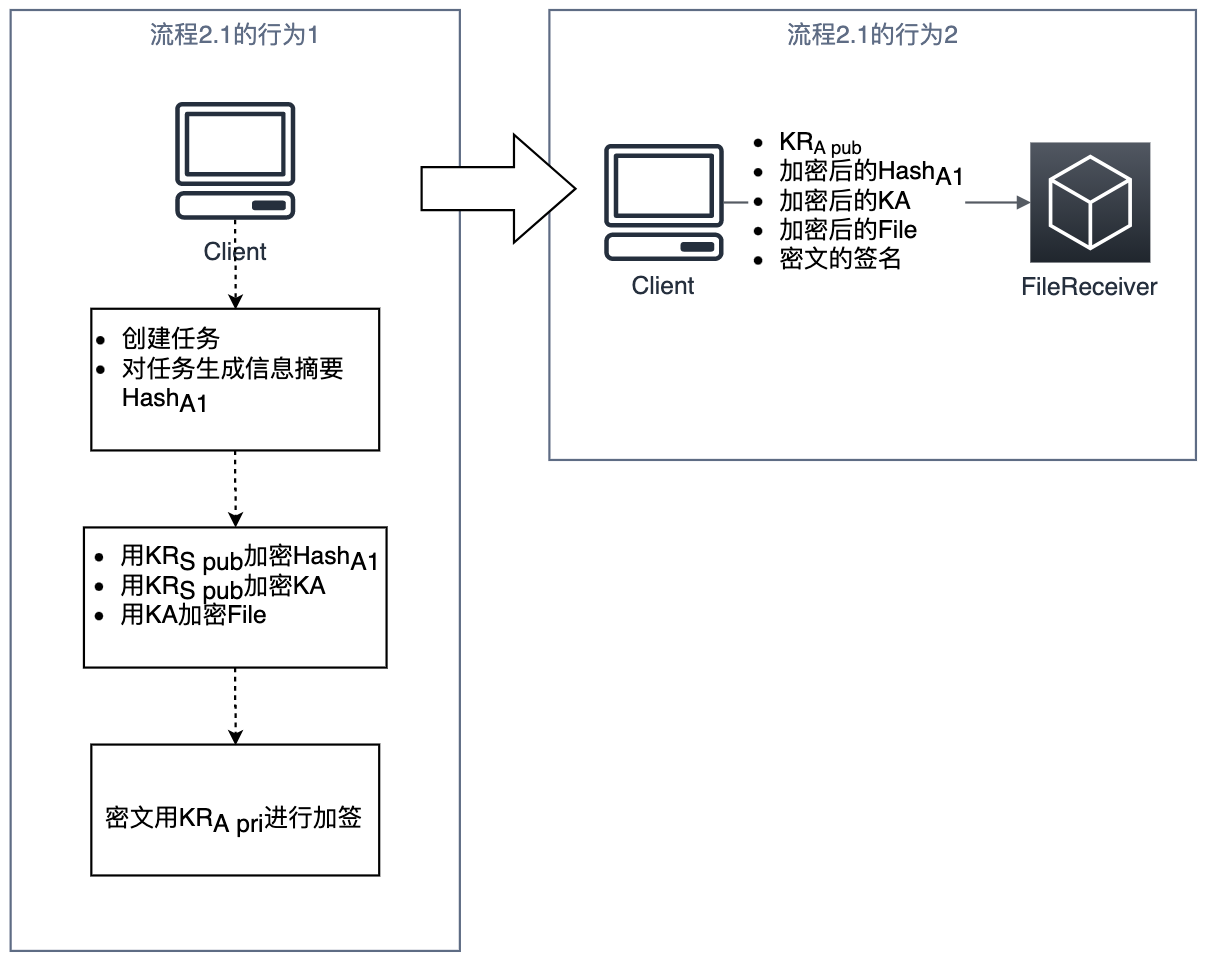 流程2.1的行为1
Client
• 创建任务
• 对任务生成信息摘要
HashA1
• 用KRS pub加密HashA1
• 用KRS pub加密KA
• 用KA加密File
密文用KRA pri进行加签
流程2.1的行为2
Client
• KRA pub
• 加密后的HashA1
• 加密后的KA
• 加密后的File
• 密文的签名
FileReceiver